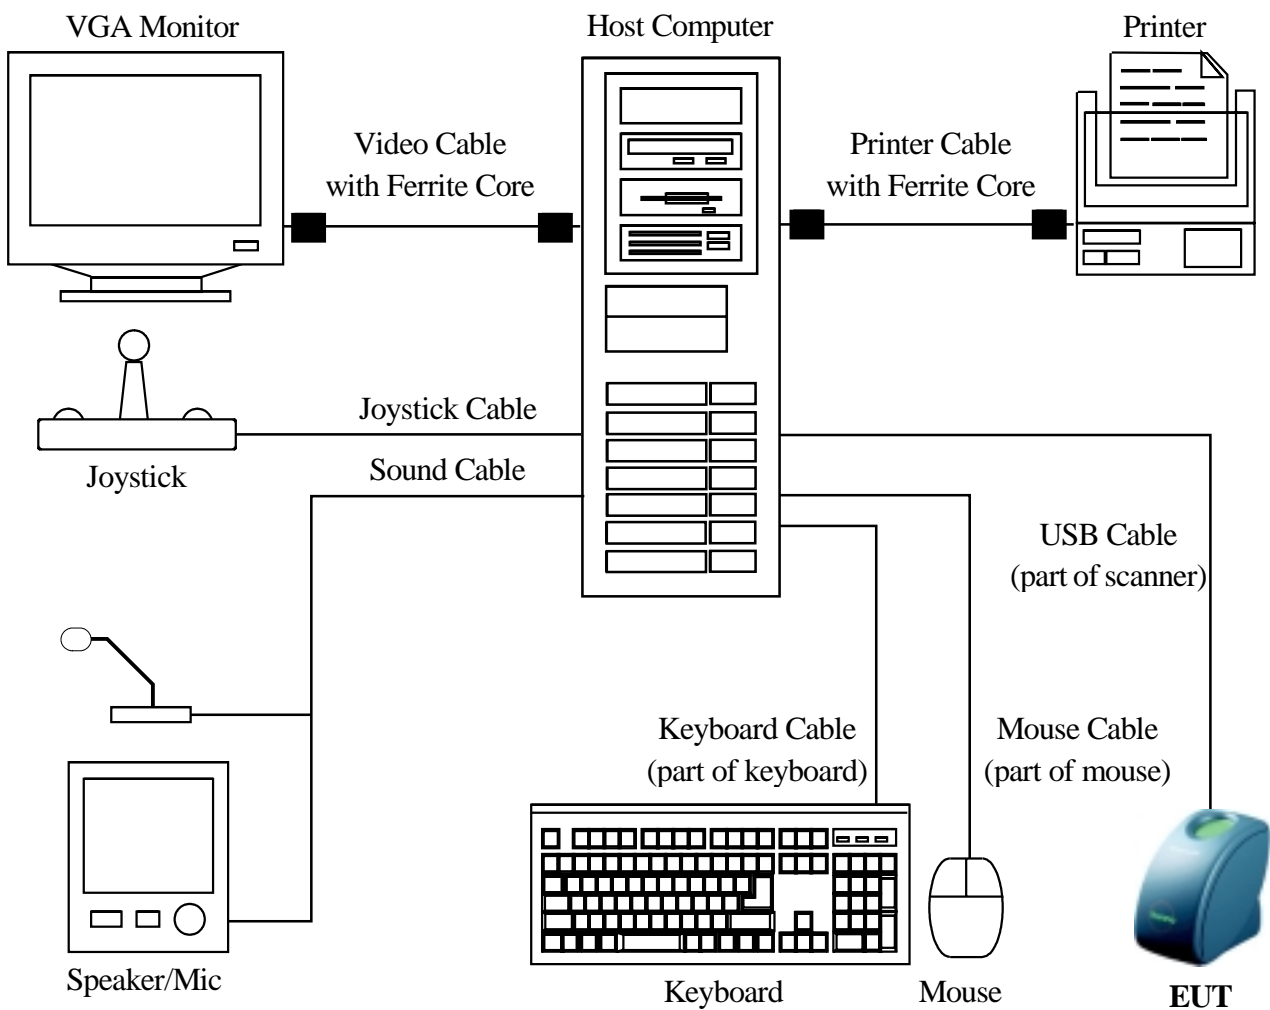 VGA Monitor
Host Computer
Printer
Video Cable
with Ferrite Core
Printer Cable
with Ferrite Core
Joystick Cable
Joystick
Sound Cable
USB Cable
(part of scanner)
Keyboard Cable
(part of keyboard)
Mouse Cable
(part of mouse)
Speaker/Mic
Keyboard
Mouse
EUT